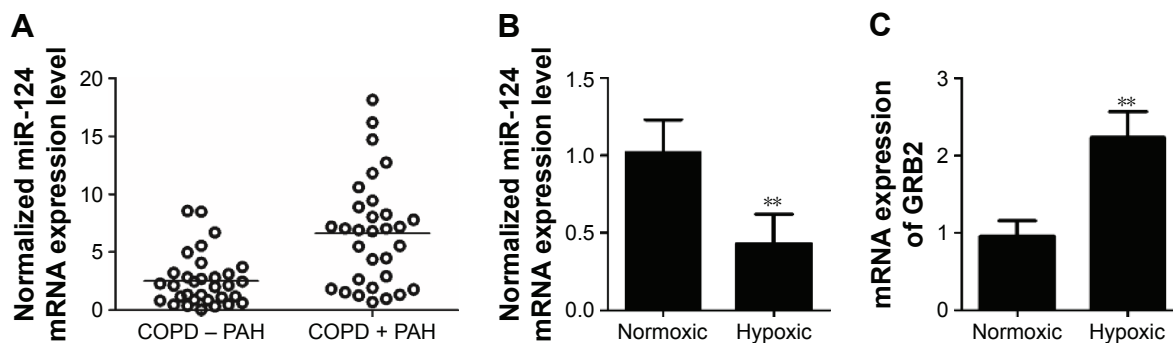 A
Normalized miR-124
mRNA expression level
20
15
10
5
0
COPD – PAH
COPD + PAH
B
Normalized miR-124
mRNA expression level
1.5
1.0
0.5
0.0
**
Normoxic
Hypoxic
C
mRNA expression
of GRB2
3
2
1
0
**
Normoxic
Hypoxic